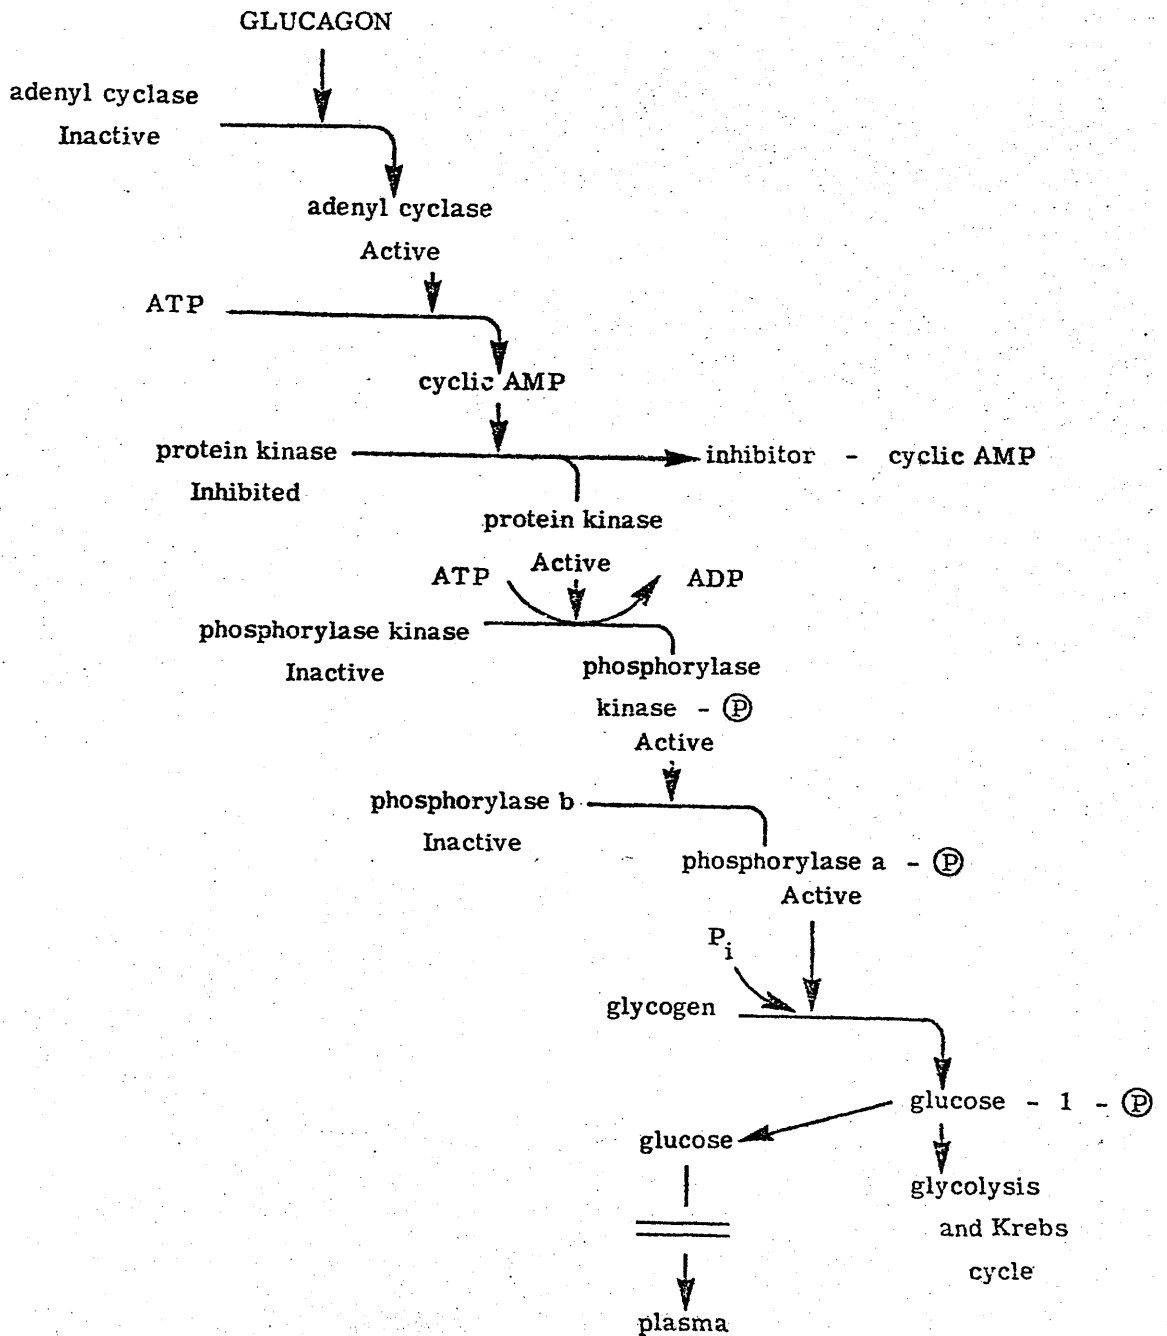 GLUCAGON
adenyl cyclase
Inactive
adenyl cyclase
Active
ATP
cyclic AMP
protein kinase
Inhibited
inhibitor - cyclic AMP
protein kinase
Active
ATP
ADP
phosphorylase kinase
Inactive
phosphorylase
kinase - Ⓟ
Active
phosphorylase b
Inactive
phosphorylase a - Ⓟ
Active
Pi
glycogen
glucose - 1 - Ⓟ
glucose
glycolysis
and Krebs
cycle
plasma